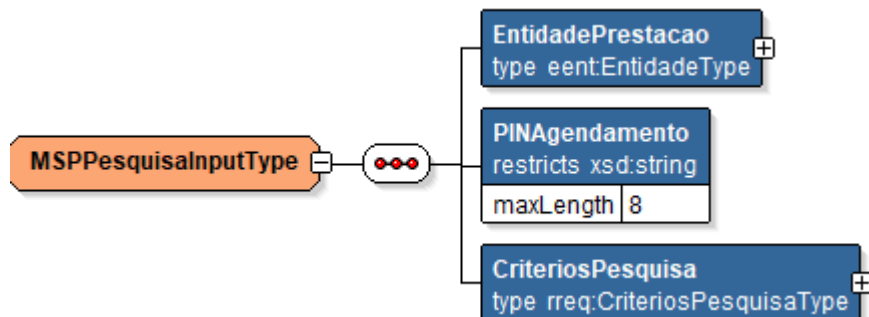 EntidadePrestacao
type eent:EntidadeType
MSPPesquisaInputType
PINAgendamento
restricts xsd:string
maxLength 8
CriteriosPesquisa
type rreq:CriteriosPesquisaType